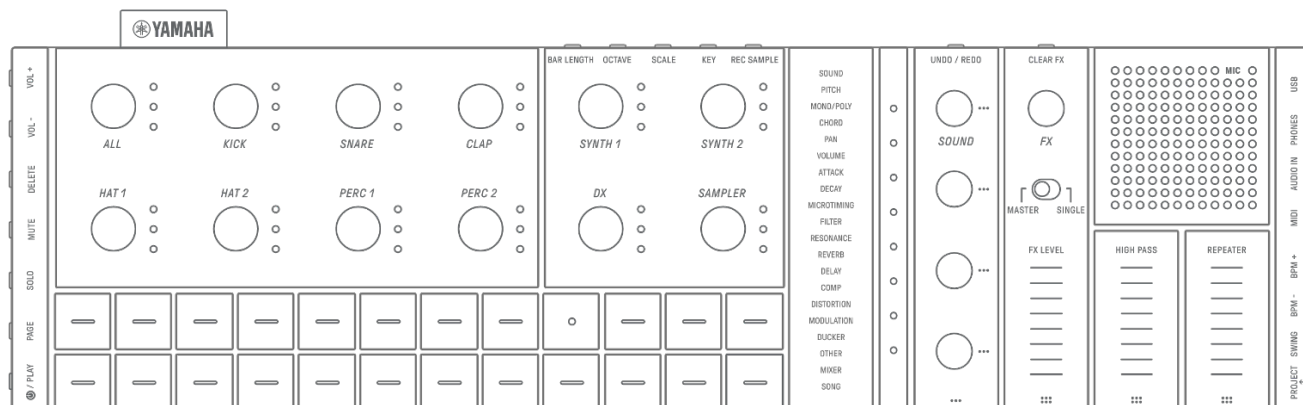 YAMAHA
VOL +
VOL -
DELETE
MUTE
SOLO
PAGE
/ PLAY
ALL
KICK
SNARE
CLAP
HAT 1
HAT 2
PERC 1
PERC 2
BAR LENGTH
OCTAVE
SCALE
KEY
REC SAMPLE
SYNTH 1
SYNTH 2
DX
SAMPLER
SOUND
PITCH
MONO/POLY
CHORD
PAN
VOLUME
ATTACK
DECAY
MICROTIMING
FILTER
RESONANCE
REVERB
DELAY
COMP
DISTORTION
MODULATION
DUCKER
OTHER
MIXER
SONG
UNDO / REDO
SOUND
CLEAR FX
FX
MASTER
SINGLE
FX LEVEL
MIC
HIGH PASS
REPEATER
USB
PHONES
AUDIO IN
MIDI
BPM +
BPM -
SWING
PROJECT *